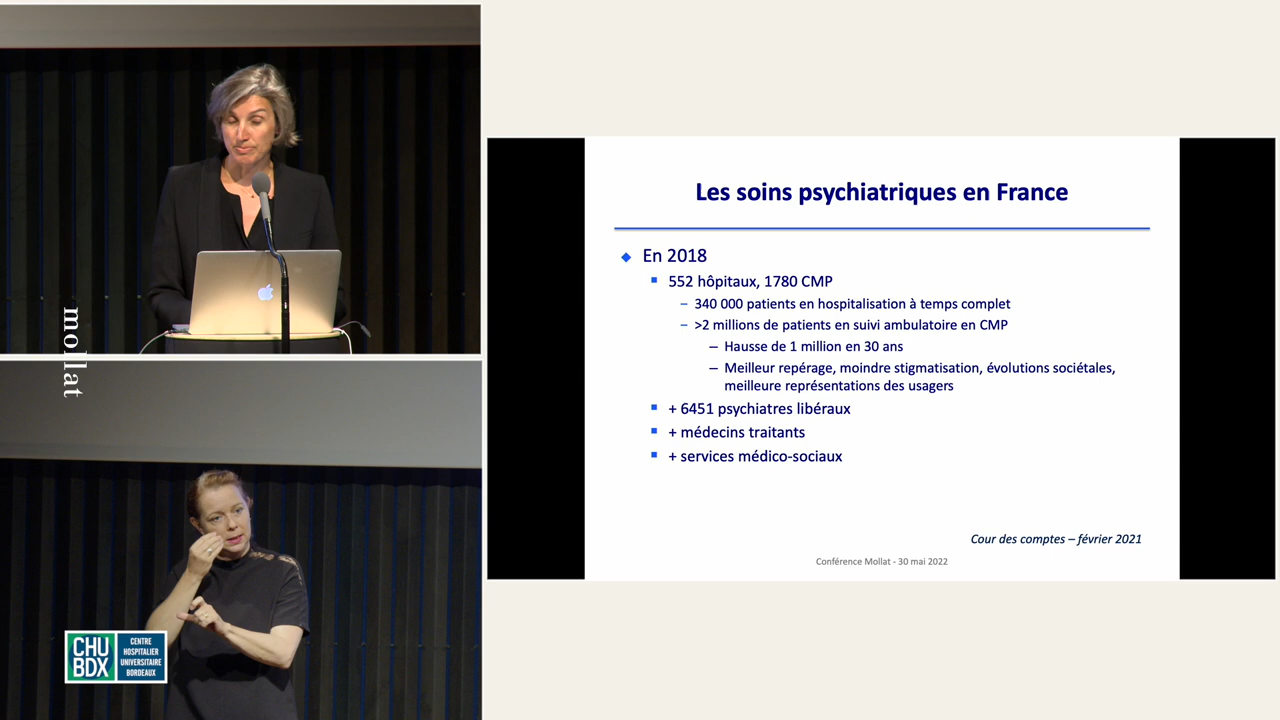 mollat
CHU
BDX
CENTRE
HOSPITALIER
UNIVERSITAIRE
BORDEAUX
Les soins psychiatriques en France
◆ En 2018
▪ 552 hôpitaux, 1780 CMP
– 340 000 patients en hospitalisation à temps complet
– >2 millions de patients en suivi ambulatoire en CMP
– Hausse de 1 million en 30 ans
– Meilleur repérage, moindre stigmatisation, évolutions sociétales,
meilleure représentations des usagers
▪ + 6451 psychiatres libéraux
▪ + médecins traitants
▪ + services médico-sociaux
Cour des comptes – février 2021
Conférence Mollat - 30 mai 2022